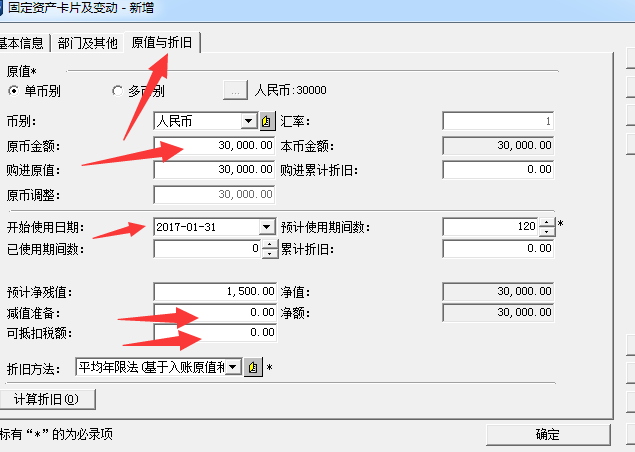 固定资产卡片及变动 - 新增
基本信息 部门及其他 原值与折旧
原值*
单币别 多币别 ... 人民币:30000
币别: 人民币 汇率: 1
原币金额: 30,000.00 本币金额: 30,000.00
购进原值: 30,000.00 购进累计折旧: 0.00
原币调整: 30,000.00
开始使用日期: 2017-01-31 预计使用期间数: 120 *
已使用期间数: 0 累计折旧: 0.00
预计净残值: 1,500.00 净值: 30,000.00
减值准备: 0.00 净额: 30,000.00
可抵扣税额: 0.00
折旧方法: 平均年限法(基于入账原值和 *
计算折旧(Q)
标有“*”的为必录项 确定